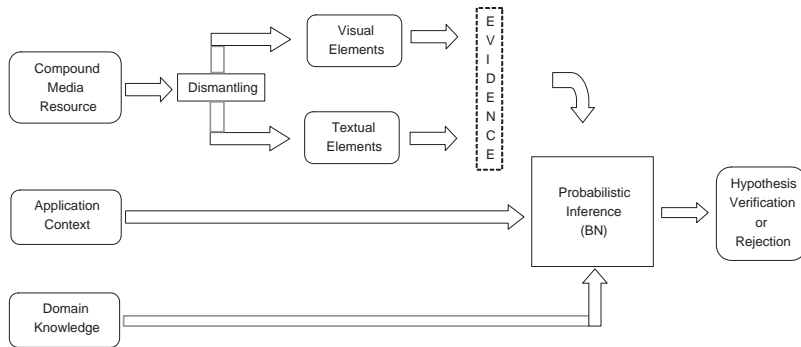 Compound
Media
Resource
Dismantling
Visual
Elements
Textual
Elements
E
V
I
D
E
N
C
E
Application
Context
Domain
Knowledge
Probabilistic
Inference
(BN)
Hypothesis
Verification
or
Rejection